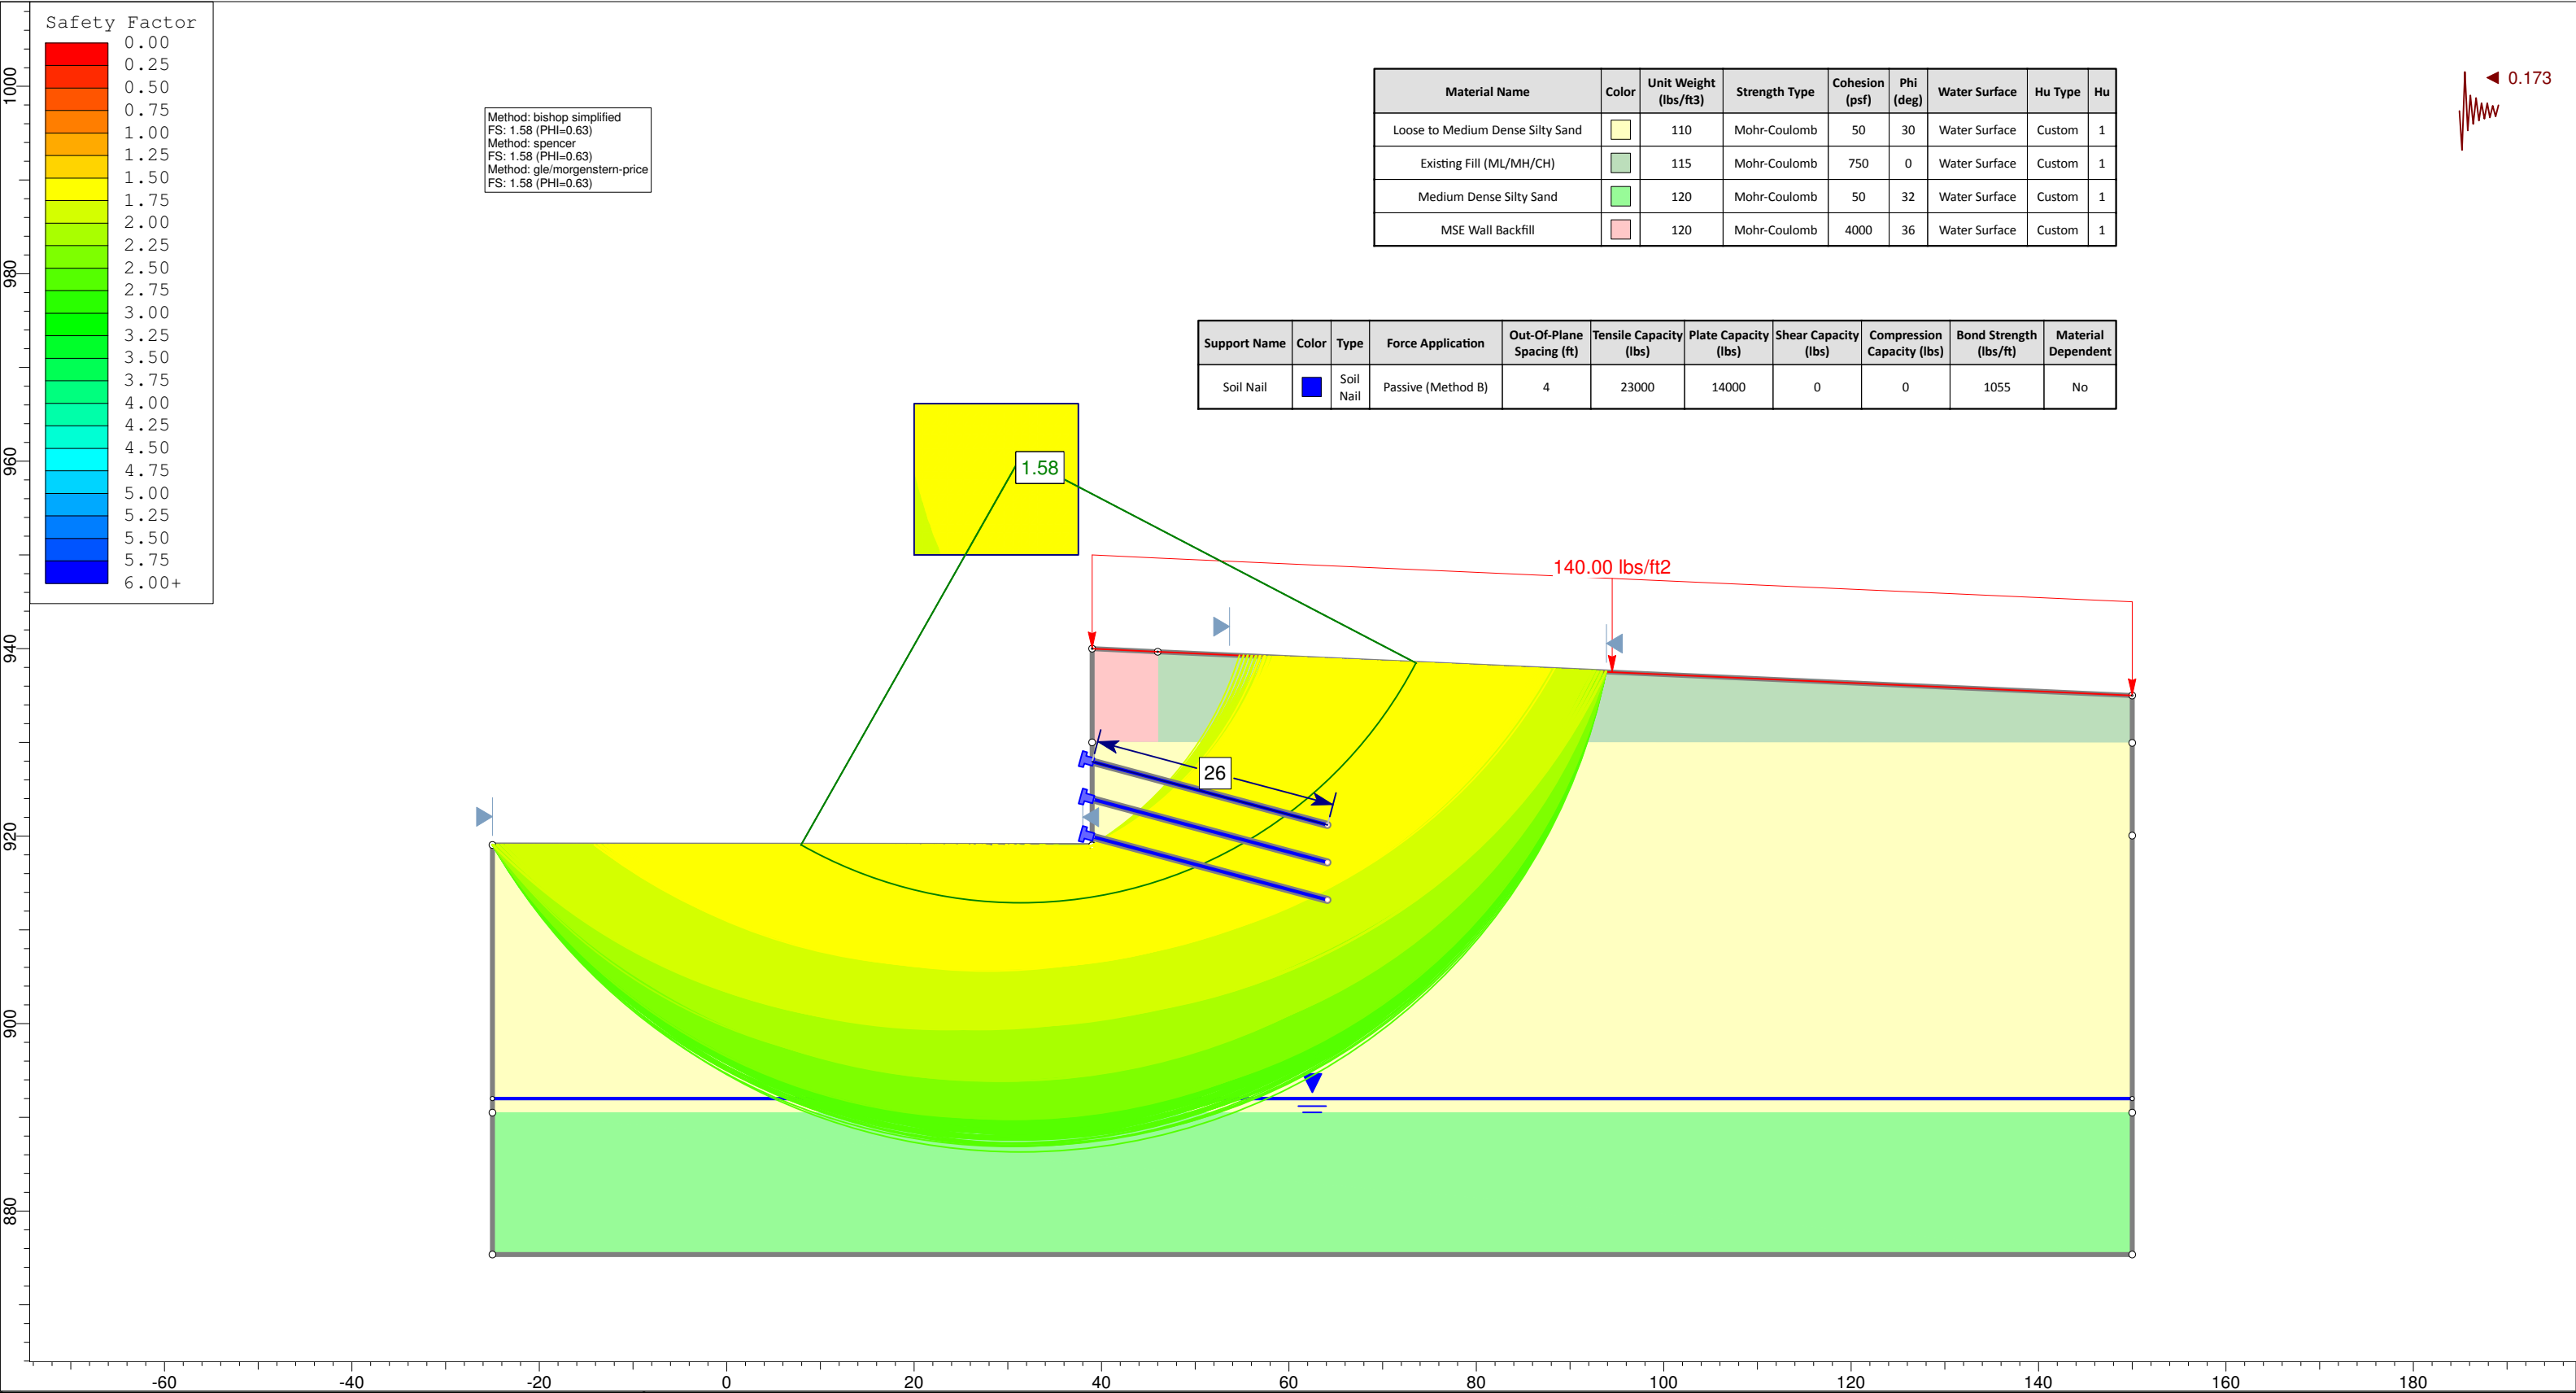 Safety Factor
0.00
0.25
0.50
0.75
1.00
1.25
1.50
1.75
2.00
2.25
2.50
2.75
3.00
3.25
3.50
3.75
4.00
4.25
4.50
4.75
5.00
5.25
5.50
5.75
6.00+
Method: bishop simplified
FS: 1.58 (PHI=0.63)
Method: spencer
FS: 1.58 (PHI=0.63)
Method: gle/morgenstern-price
FS: 1.58 (PHI=0.63)
Material Name Color Unit Weight (lbs/ft3) Strength Type Cohesion (psf) Phi (deg) Water Surface Hu Type Hu
Loose to Medium Dense Silty Sand 110 Mohr-Coulomb 50 30 Water Surface Custom 1
Existing Fill (ML/MH/CH) 115 Mohr-Coulomb 750 0 Water Surface Custom 1
Medium Dense Silty Sand 120 Mohr-Coulomb 50 32 Water Surface Custom 1
MSE Wall Backfill 120 Mohr-Coulomb 4000 36 Water Surface Custom 1
0.173
Support Name Color Type Force Application Out-Of-Plane Spacing (ft) Tensile Capacity (lbs) Plate Capacity (lbs) Shear Capacity (lbs) Compression Capacity (lbs) Bond Strength (lbs/ft) Material Dependent
Soil Nail Soil Nail Passive (Method B) 4 23000 14000 0 0 1055 No
1.58
140.00 lbs/ft2
26
1000
980
960
940
920
900
880
-60 -40 -20 0 20 40 60 80 100 120 140 160 180